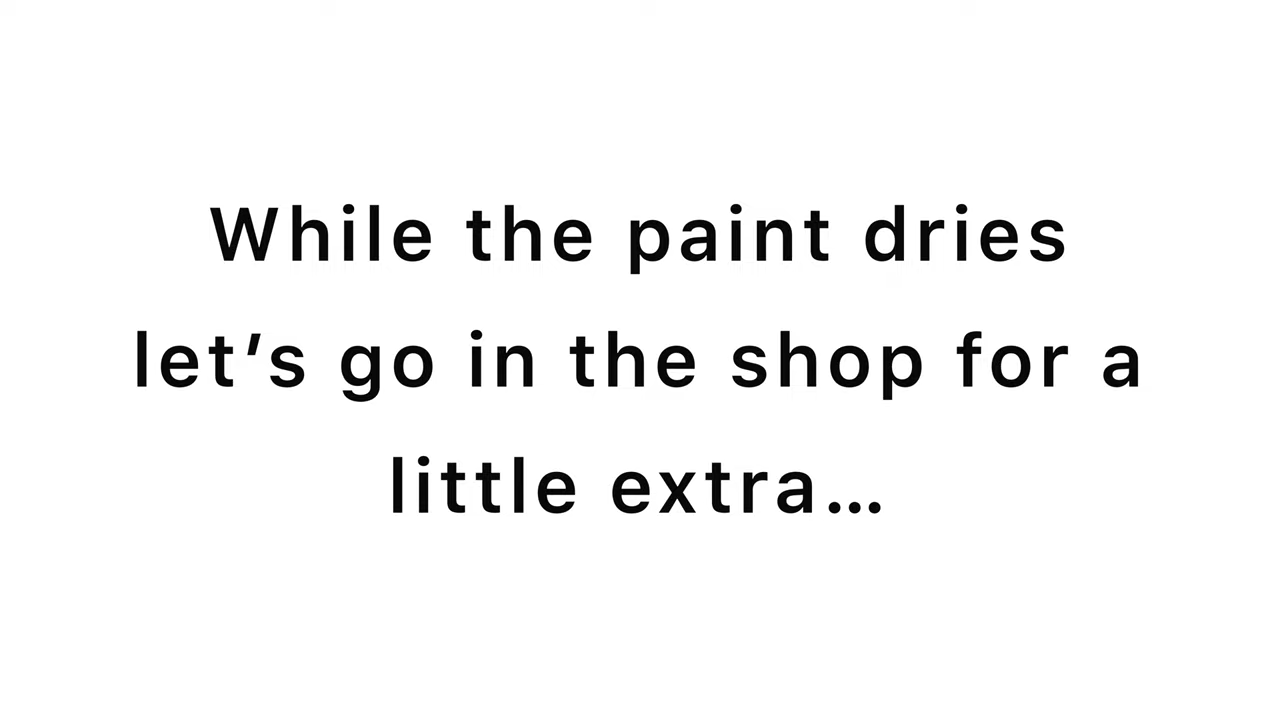 While the paint dries
let’s go in the shop for a
little extra…